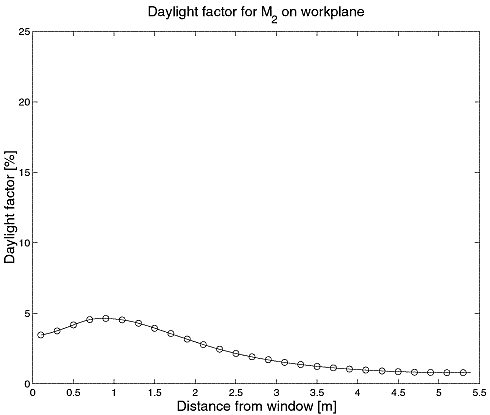 Daylight factor for M2 on workplane
25
20
15
10
5
0
Daylight factor [%]
0 0.5 1 1.5 2 2.5 3 3.5 4 4.5 5 5.5
Distance from window [m]